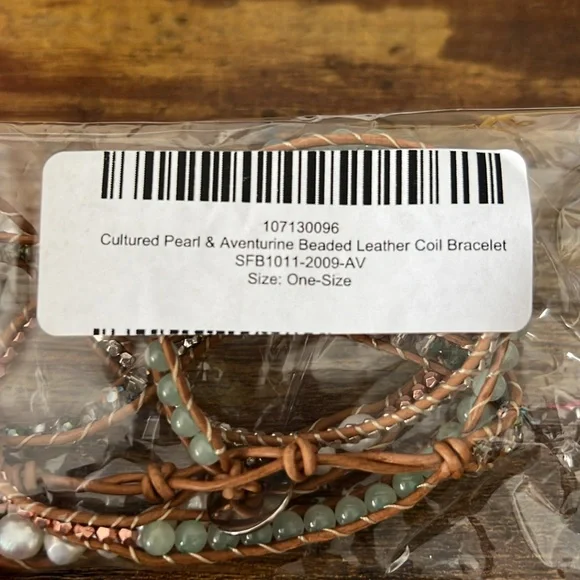 107130096
Cultured Pearl & Aventurine Beaded Leather Coil Bracelet
SFB1011-2009-AV
Size: One-Size